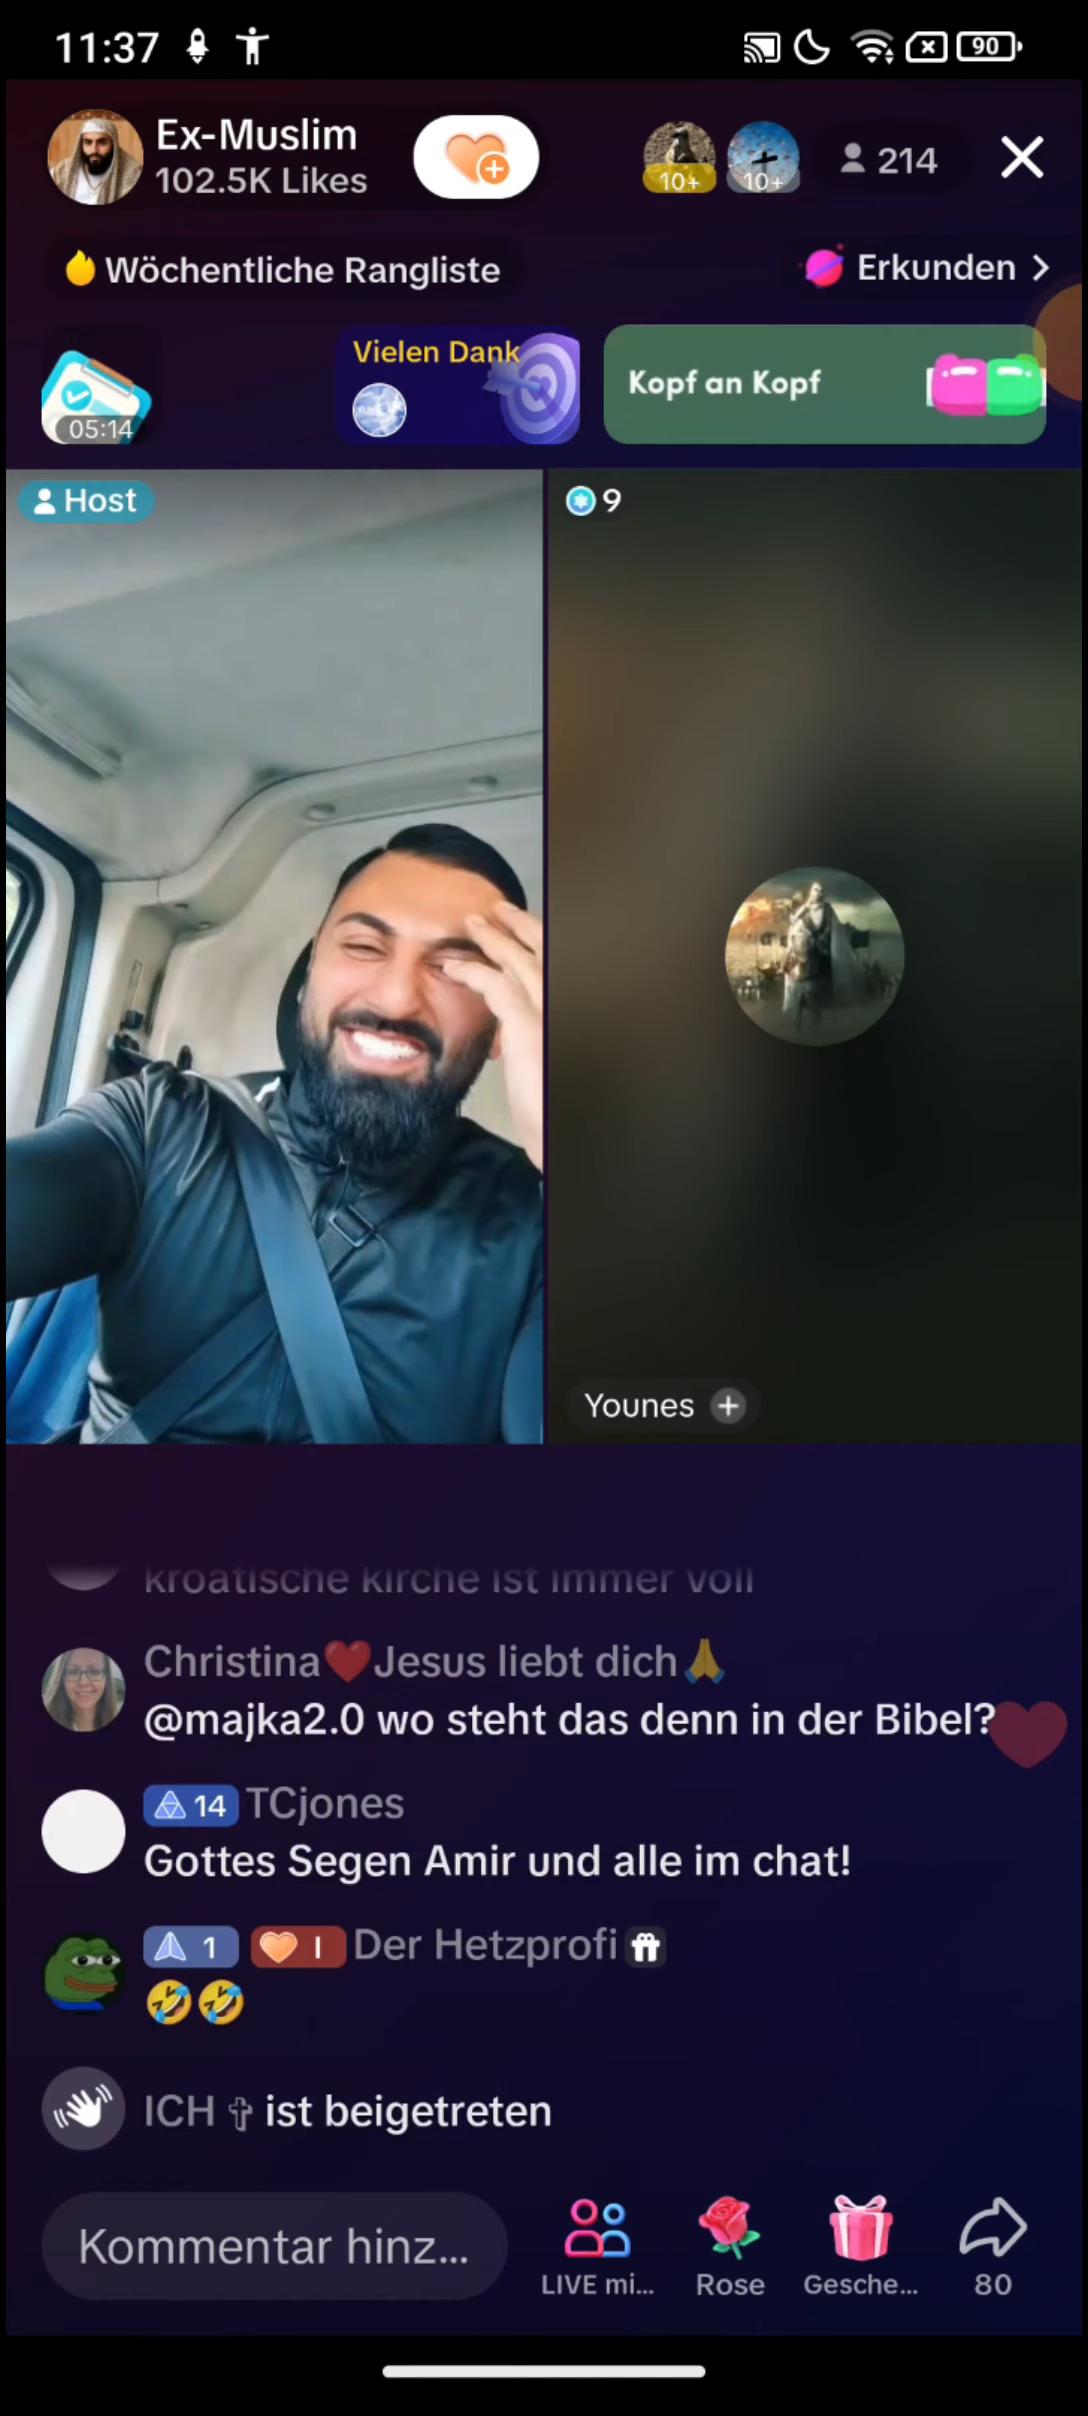 11:37
90
Ex-Muslim
102.5K Likes
10+
10+
214
Wöchentliche Rangliste
Erkunden >
05:14
Vielen Dank
Kopf an Kopf
Host
9
Younes +
kroatische kirche ist immer voll
Christina❤️Jesus liebt dich🙏
@majka2.0 wo steht das denn in der Bibel?
14 TCjones
Gottes Segen Amir und alle im chat!
1 I Der Hetzprofi
🤣🤣
ICH ✞ ist beigetreten
Kommentar hinz...
LIVE mi...
Rose
Gesche...
80